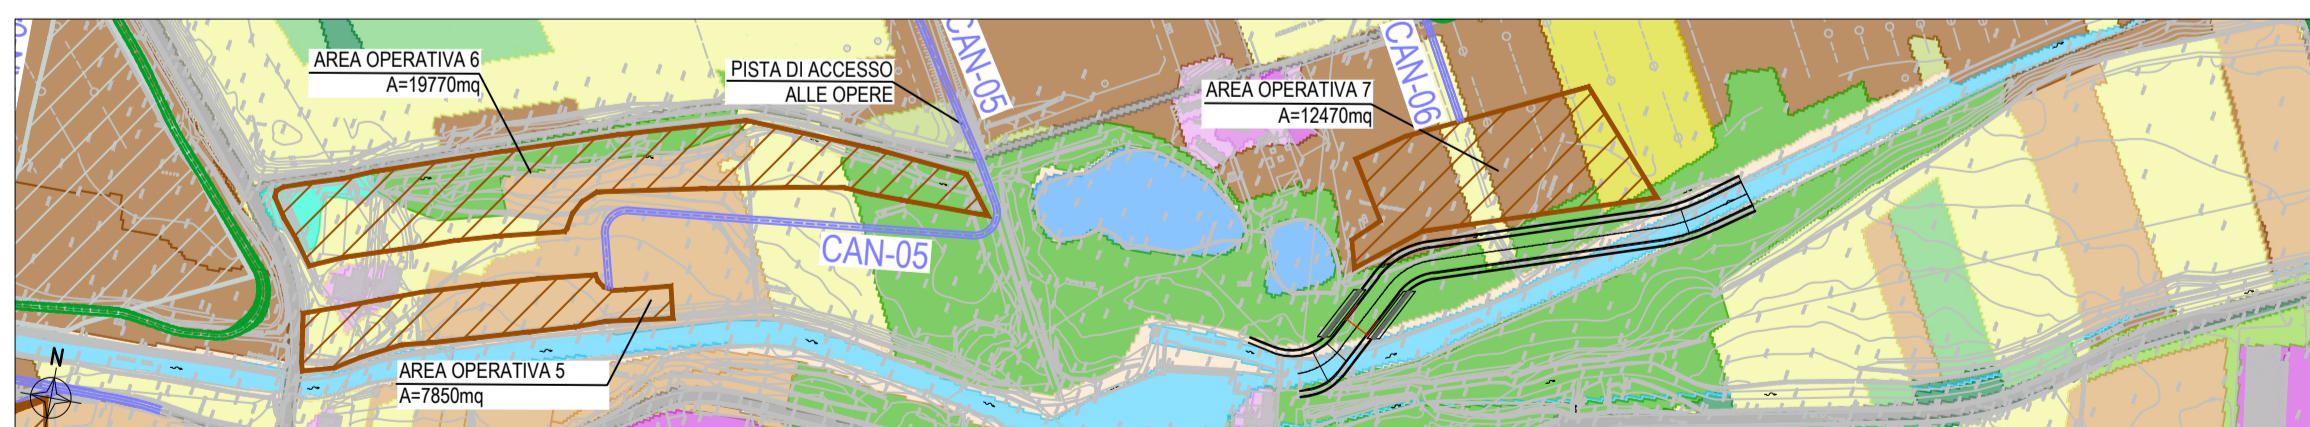 AREA OPERATIVA 6
A=19770mq
PISTA DI ACCESSO
ALLE OPERE
CAN-05
CAN-06
AREA OPERATIVA 7
A=12470mq
CAN-05
AREA OPERATIVA 5
A=7850mq
N